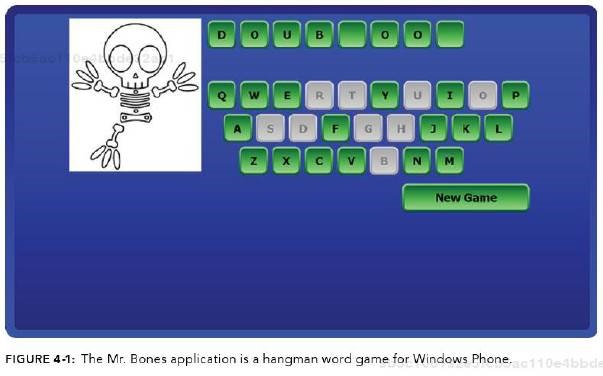 D O U B O O
Q W E R T Y U I O P
A S D F G H J K L
Z X C V B N M
New Game
FIGURE 4-1: The Mr. Bones application is a hangman word game for Windows Phone.